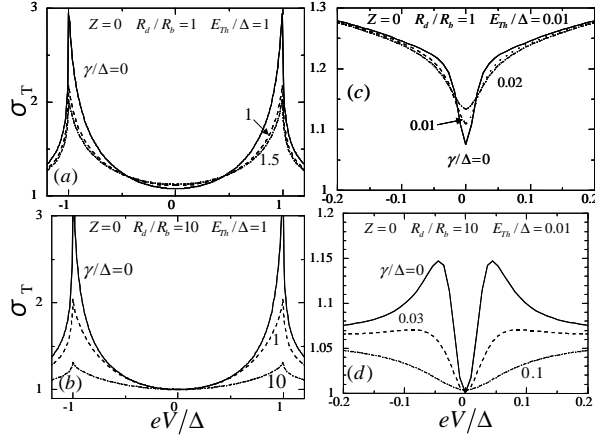 Z=0 R_d/R_b=1 E_Th/Δ=1
γ/Δ=0
1
1.5
(a)
σ_T
3
2
1
-1 0 1
Z=0 R_d/R_b=1 E_Th/Δ=0.01
0.02
0.01
γ/Δ=0
(c)
1.3
1.2
1.1
1
-0.2 -0.1 0 0.1 0.2
Z=0 R_d/R_b=10 E_Th/Δ=1
γ/Δ=0
1
10
(b)
σ_T
3
2
1
-1 0 1
eV/Δ
Z=0 R_d/R_b=10 E_Th/Δ=0.01
γ/Δ=0
0.03
0.1
(d)
1.2
1.15
1.1
1.05
1
-0.2 -0.1 0 0.1 0.2
eV/Δ